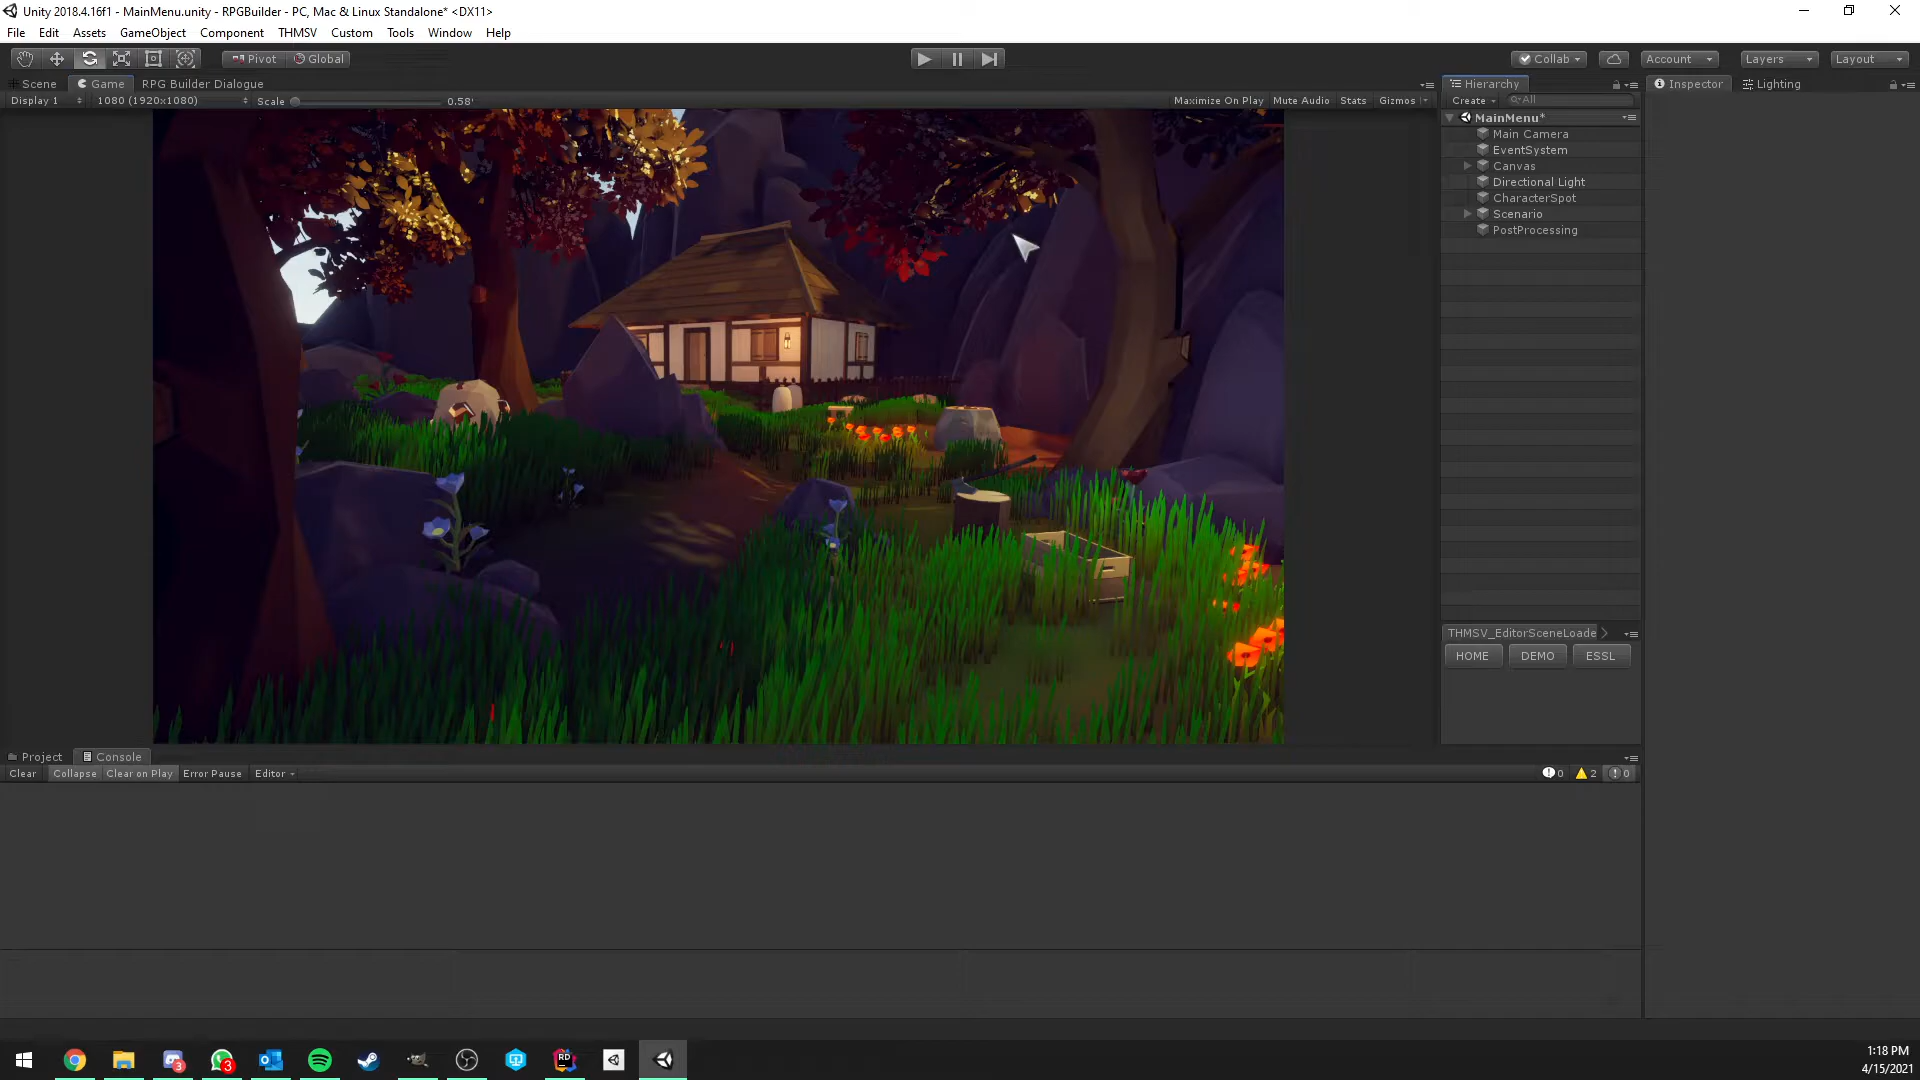 Unity 2018.4.16f1 - MainMenu.unity - RPGBuilder - PC, Mac & Linux Standalone* <DX11>
File Edit Assets GameObject Component THMSV Custom Tools Window Help
Pivot Global Collab Account Layers Layout
Scene Game RPG Builder Dialogue
Display 1 1080 (1920x1080) Scale 0.58 Maximize On Play Mute Audio Stats Gizmos
Hierarchy
Create All
MainMenu*
Main Camera
EventSystem
Canvas
Directional Light
CharacterSpot
Scenario
PostProcessing
THMSV_EditorSceneLoade
HOME DEMO ESSL
Inspector Lighting
Project Console
Clear Collapse Clear on Play Error Pause Editor 0 2 0
3 3 RD
1:18 PM
4/15/2021